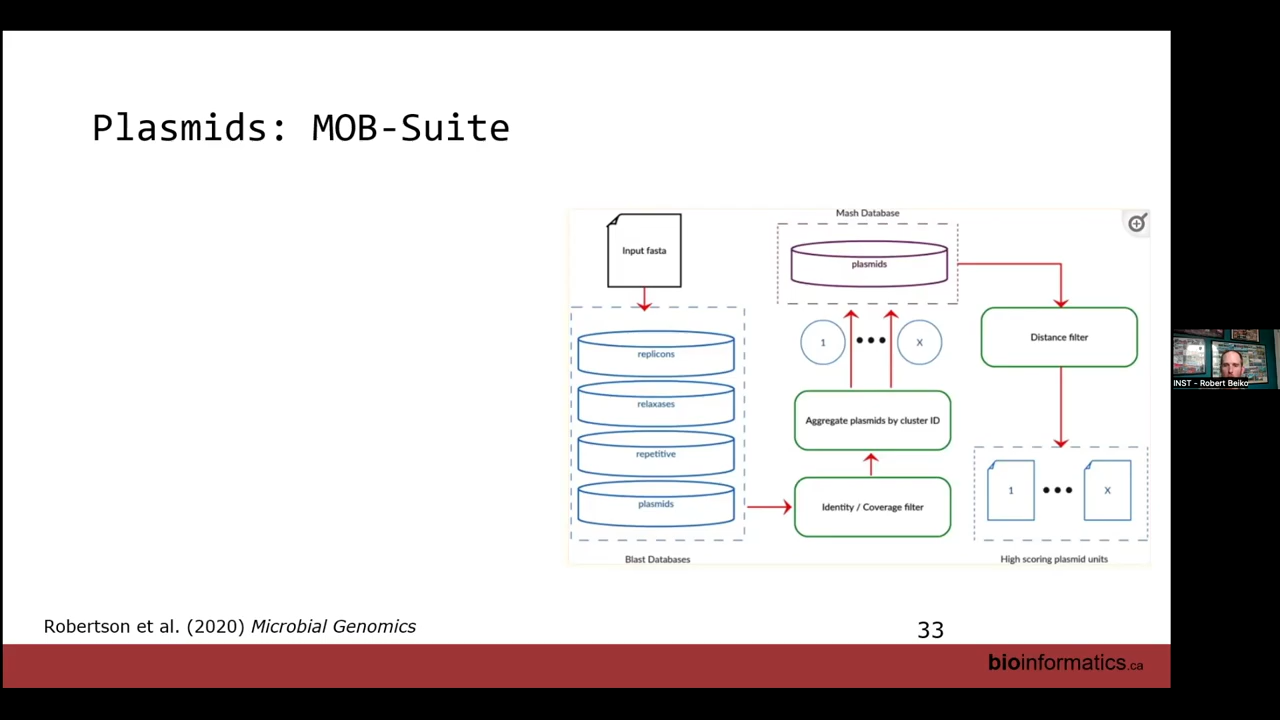 Plasmids: MOB-Suite
Input fasta
replicons
relaxases
repetitive
plasmids
Blast Databases
Mash Database
plasmids
1
X
Aggregate plasmids by cluster ID
Identity / Coverage filter
Distance filter
1
X
High scoring plasmid units
INST - Robert Beiko
Robertson et al. (2020) Microbial Genomics
33
bioinformatics.ca